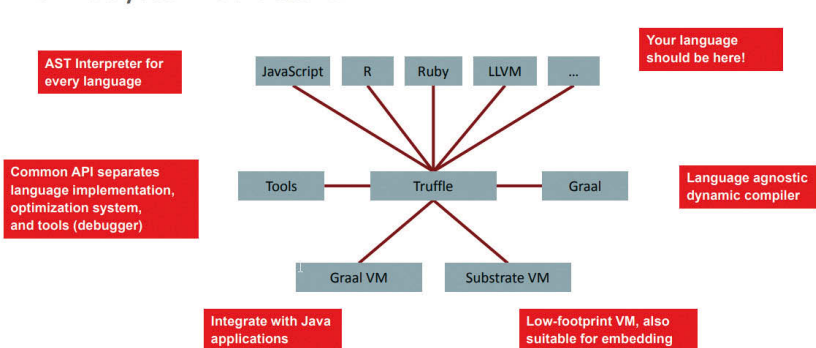 Your language
should be here!
AST Interpreter for
every language
JavaScript
R
Ruby
LLVM
...
Common API separates
language implementation,
optimization system,
and tools (debugger)
Tools
Truffle
Graal
Language agnostic
dynamic compiler
Graal VM
Substrate VM
Integrate with Java
applications
Low-footprint VM, also
suitable for embedding